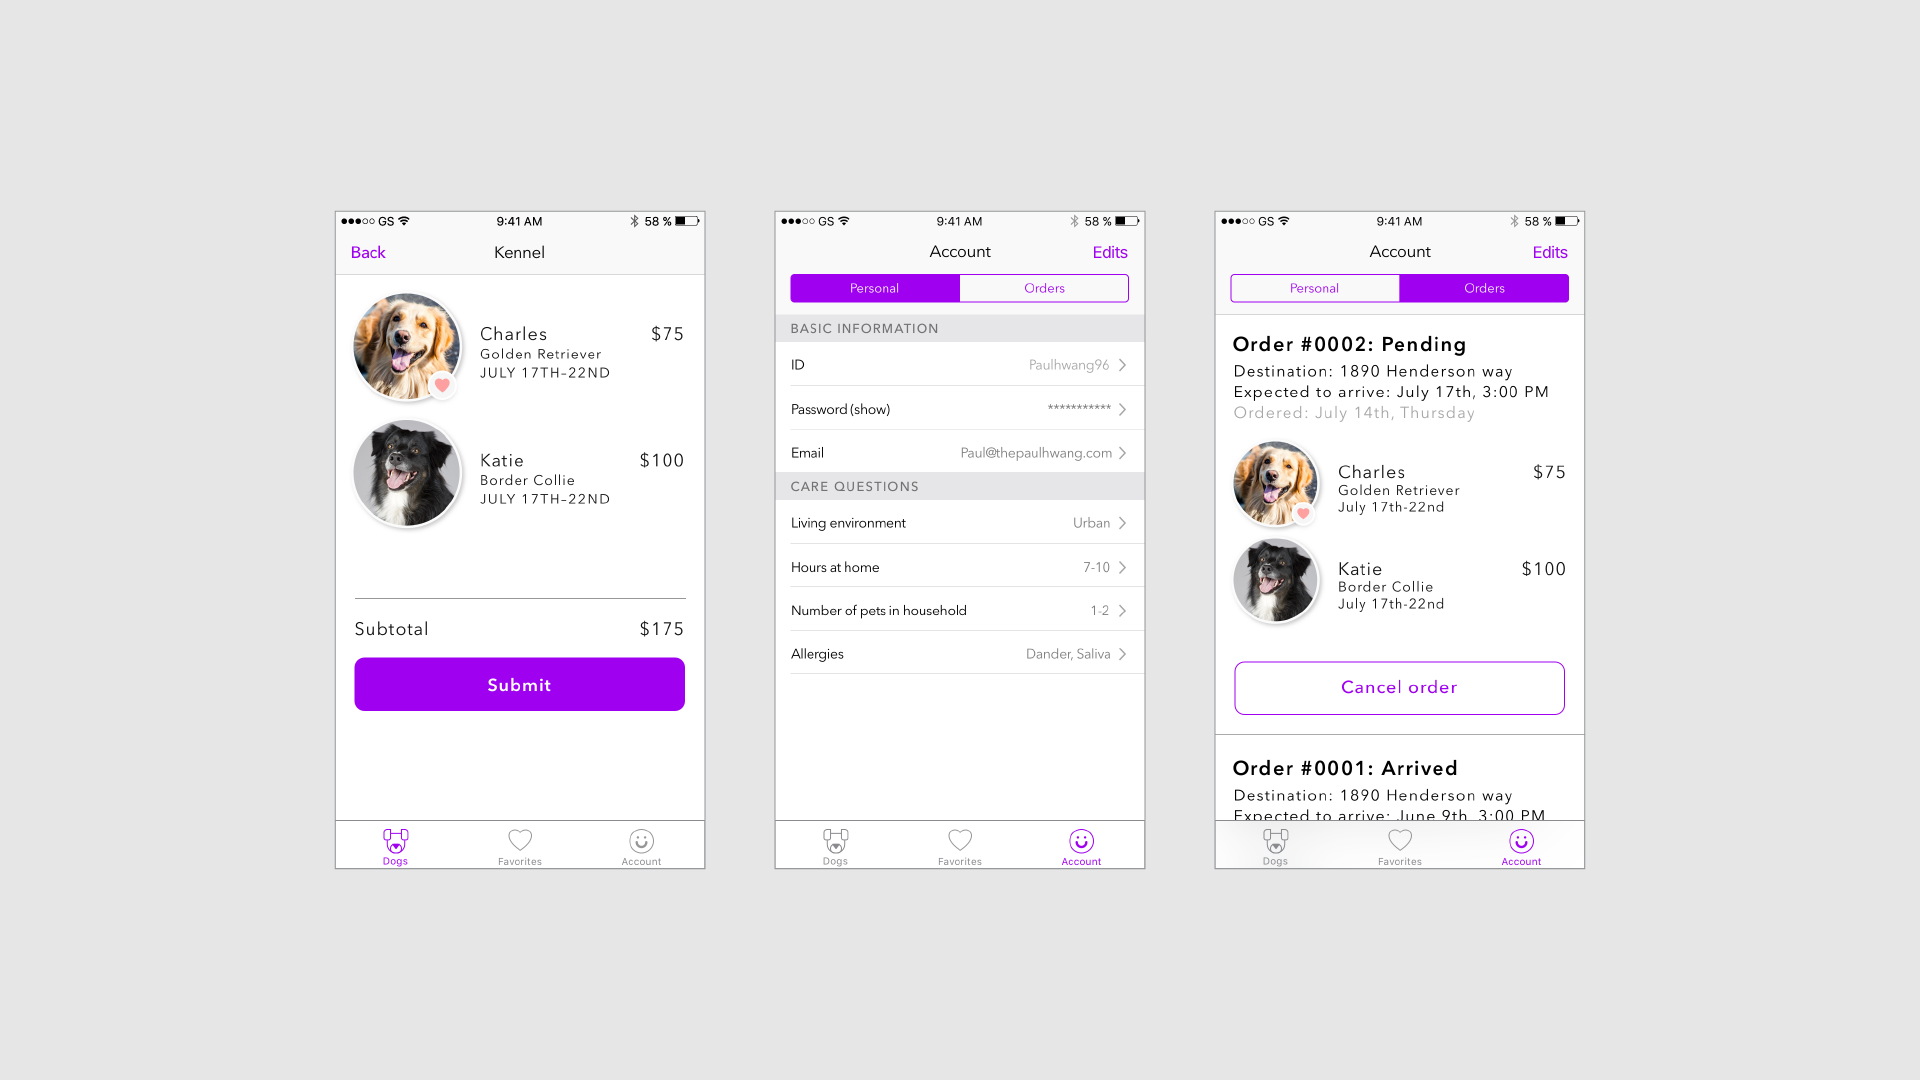 GS 9:41 AM 58 %
Back Kennel
Charles $75
Golden Retriever
JULY 17TH–22ND
Katie $100
Border Collie
JULY 17TH–22ND
Subtotal $175
Submit
Dogs Favorites Account
GS 9:41 AM 58 %
Account Edits
Personal Orders
BASIC INFORMATION
ID Paulhwang96
Password (show) ***********
Email Paul@thepaulhwang.com
CARE QUESTIONS
Living environment Urban
Hours at home 7-10
Number of pets in household 1-2
Allergies Dander, Saliva
Dogs Favorites Account
GS 9:41 AM 58 %
Account Edits
Personal Orders
Order #0002: Pending
Destination: 1890 Henderson way
Expected to arrive: July 17th, 3:00 PM
Ordered: July 14th, Thursday
Charles $75
Golden Retriever
July 17th-22nd
Katie $100
Border Collie
July 17th-22nd
Cancel order
Order #0001: Arrived
Destination: 1890 Henderson way
Expected to arrive: June 9th, 3:00 PM
Dogs Favorites Account